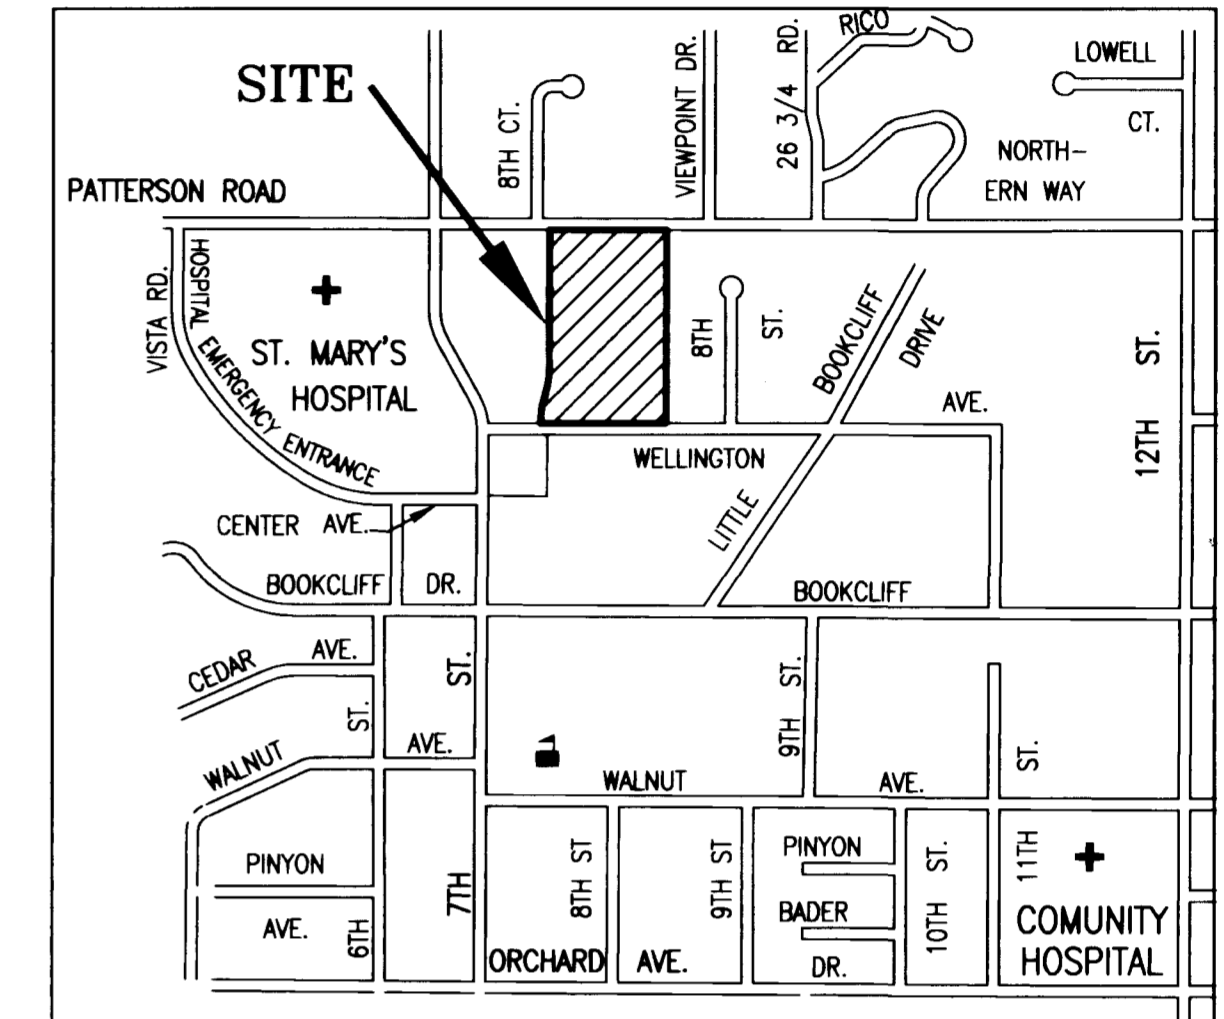 RICO
LOWELL
CT.
SITE
8TH CT.
VIEWPOINT DR.
26 3/4 RD.
NORTH-
ERN WAY
PATTERSON ROAD
VISTA RD.
HOSPITAL EMERGENCY ENTRANCE
ST. MARY'S
HOSPITAL
8TH
ST.
BOOKCLIFF
DRIVE
AVE.
12TH ST.
WELLINGTON
LITTLE
CENTER AVE.
BOOKCLIFF DR.
BOOKCLIFF
CEDAR AVE.
ST.
ST.
9TH ST.
WALNUT AVE.
WALNUT AVE.
ST.
PINYON
AVE.
6TH
7TH
8TH ST
9TH ST
PINYON
BADER
DR.
10TH ST.
11TH
COMUNITY
HOSPITAL
ORCHARD AVE.